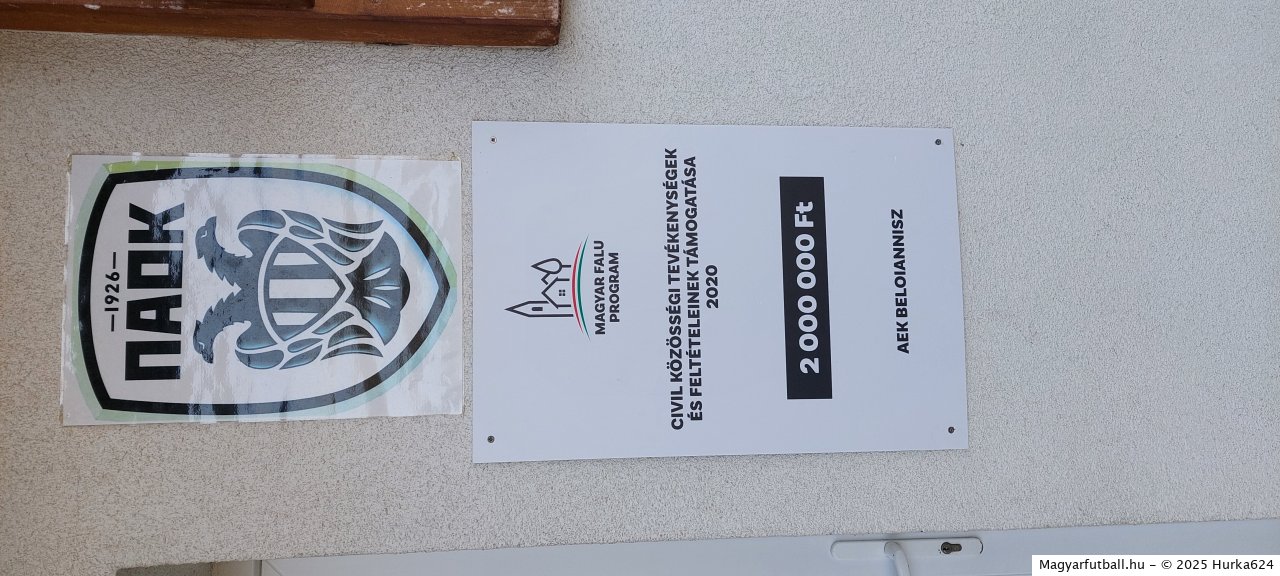 —1926—
ΠΑΟΚ
MAGYAR FALU
PROGRAM
CIVIL KÖZÖSSÉGI TEVÉKENYSÉGEK
ÉS FELTÉTELEINEK TÁMOGATÁSA
2020
2 000 000 Ft
AEK BELOIANNISZ
Magyarfutball.hu - © 2025 Hurka624